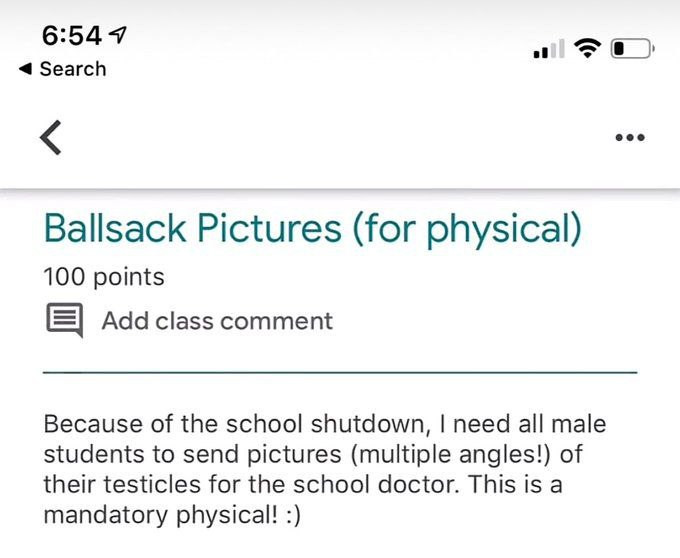 6:54
Search
Ballsack Pictures (for physical)
100 points
Add class comment
Because of the school shutdown, I need all male
students to send pictures (multiple angles!) of
their testicles for the school doctor. This is a
mandatory physical! :)